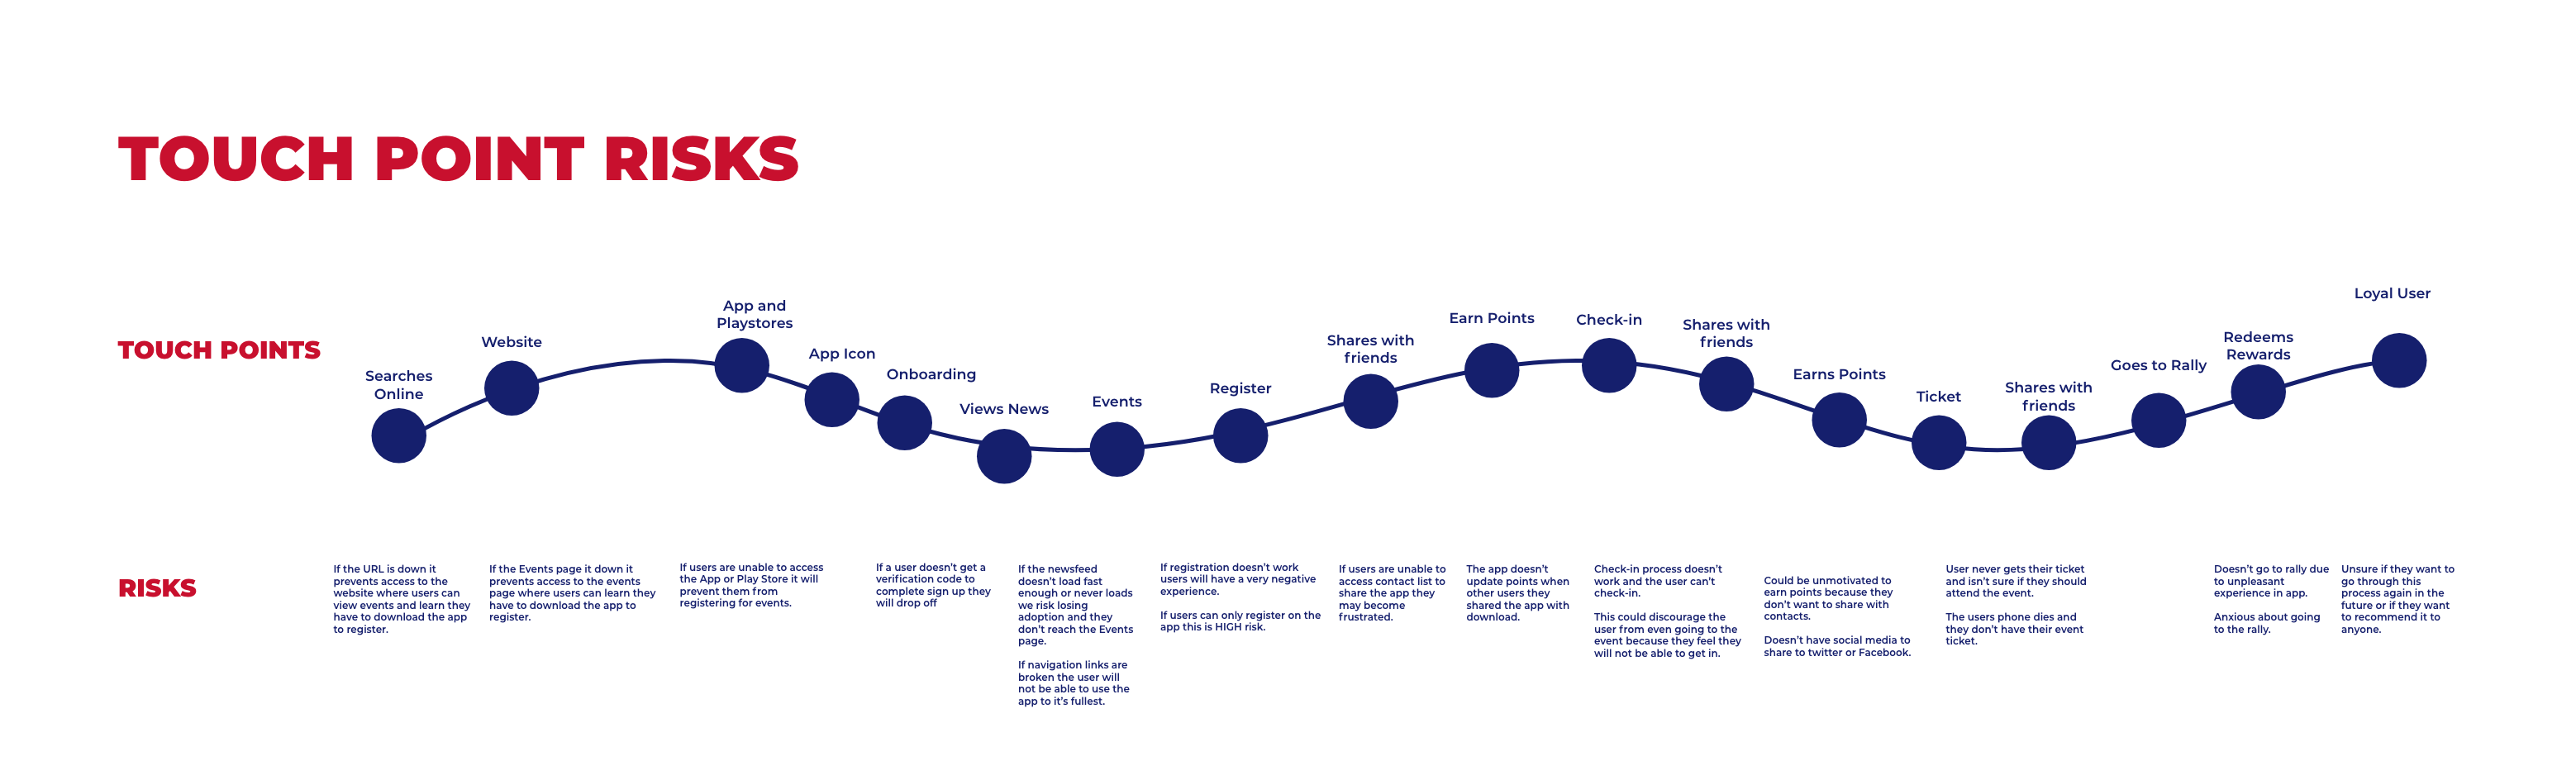 TOUCH POINT RISKS
TOUCH POINTS
Searches
Online
Website
App and
Playstores
App Icon
Onboarding
Views News
Events
Register
Shares with
friends
Earn Points
Check-in
Shares with
friends
Earns Points
Ticket
Shares with
friends
Goes to Rally
Redeems
Rewards
Loyal User
RISKS
If the URL is down it
prevents access to the
website where users can
view events and learn they
have to download the app
to register.
If the Events page it down it
prevents access to the events
page where users can learn they
have to download the app to
register.
If users are unable to access
the App or Play Store it will
prevent them from
registering for events.
If a user doesn't get a
verification code to
complete sign up they
will drop off
If the newsfeed
doesn't load fast
enough or never loads
we risk losing
adoption and they
don't reach the Events
page.
If navigation links are
broken the user will
not be able to use the
app to it's fullest.
If registration doesn't work
users will have a very negative
experience.
If users can only register on the
app this is HIGH risk.
If users are unable to
access contact list to
share the app they
may become
frustrated.
The app doesn't
update points when
other users they
shared the app with
download.
Check-in process doesn't
work and the user can't
check-in.
This could discourage the
user from even going to the
event because they feel they
will not be able to get in.
Could be unmotivated to
earn points because they
don't want to share with
contacts.
Doesn't have social media to
share to twitter or Facebook.
User never gets their ticket
and isn't sure if they should
attend the event.
The users phone dies and
they don't have their event
ticket.
Doesn't go to rally due
to unpleasant
experience in app.
Anxious about going
to the rally.
Unsure if they want to
go through this
process again in the
future or if they want
to recommend it to
anyone.